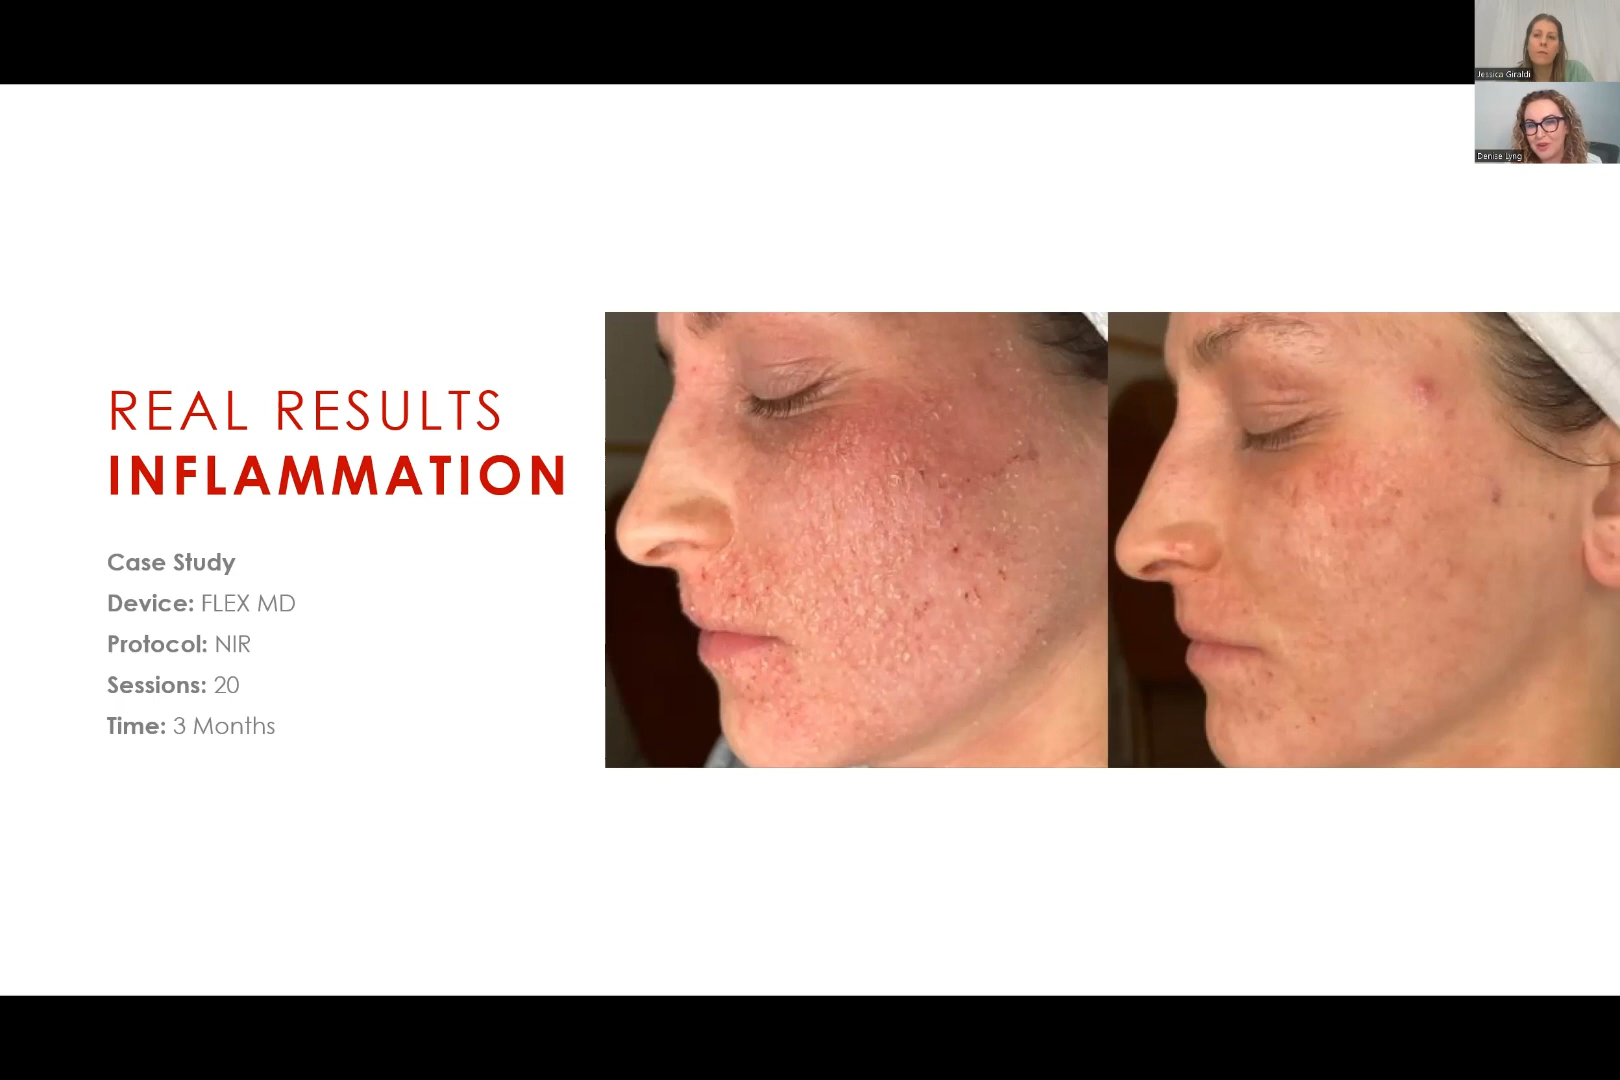 Jessica Giraldi
Denise Lyng
REAL RESULTS
INFLAMMATION
Case Study
Device: FLEX MD
Protocol: NIR
Sessions: 20
Time: 3 Months